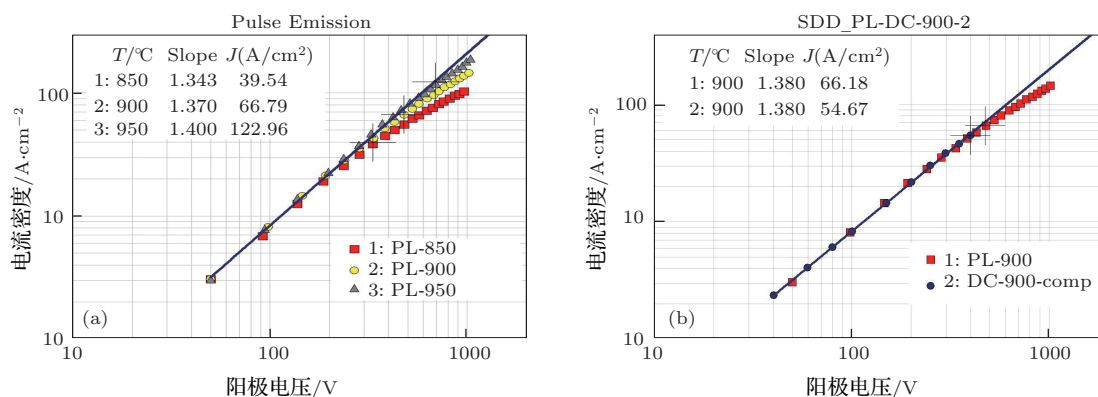 Pulse Emission
T/℃ Slope J(A/cm²)
1: 850 1.343 39.54
2: 900 1.370 66.79
3: 950 1.400 122.96
100
10
10
电流密度/A·cm⁻²
1: PL-850
2: PL-900
3: PL-950
(a)
10 100 1000
阳极电压/V
SDD_PL-DC-900-2
T/℃ Slope J(A/cm²)
1: 900 1.380 66.18
2: 900 1.380 54.67
100
10
10
电流密度/A·cm⁻²
1: PL-900
2: DC-900-comp
(b)
10 100 1000
阳极电压/V